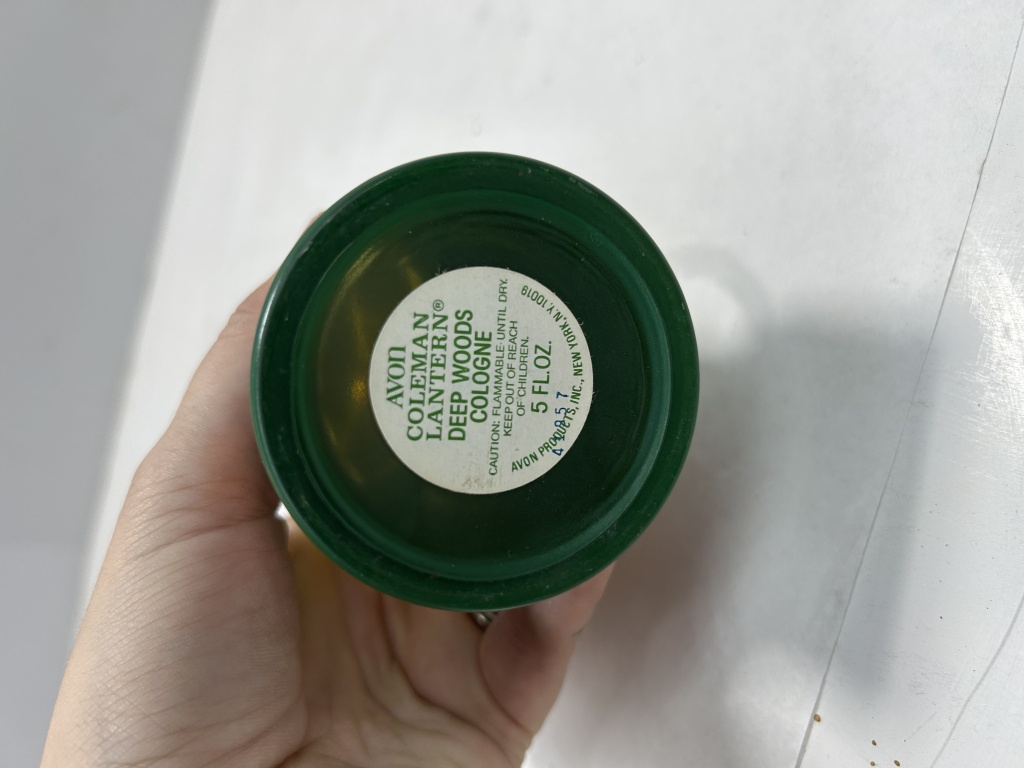 AVON
COLEMAN
LANTERN®
DEEP WOODS
COLOGNE
CAUTION: FLAMMABLE UNTIL DRY.
KEEP OUT OF REACH
OF CHILDREN.
5 FL.OZ.
AVON PRODUCTS, INC., NEW YORK, N.Y. 10019